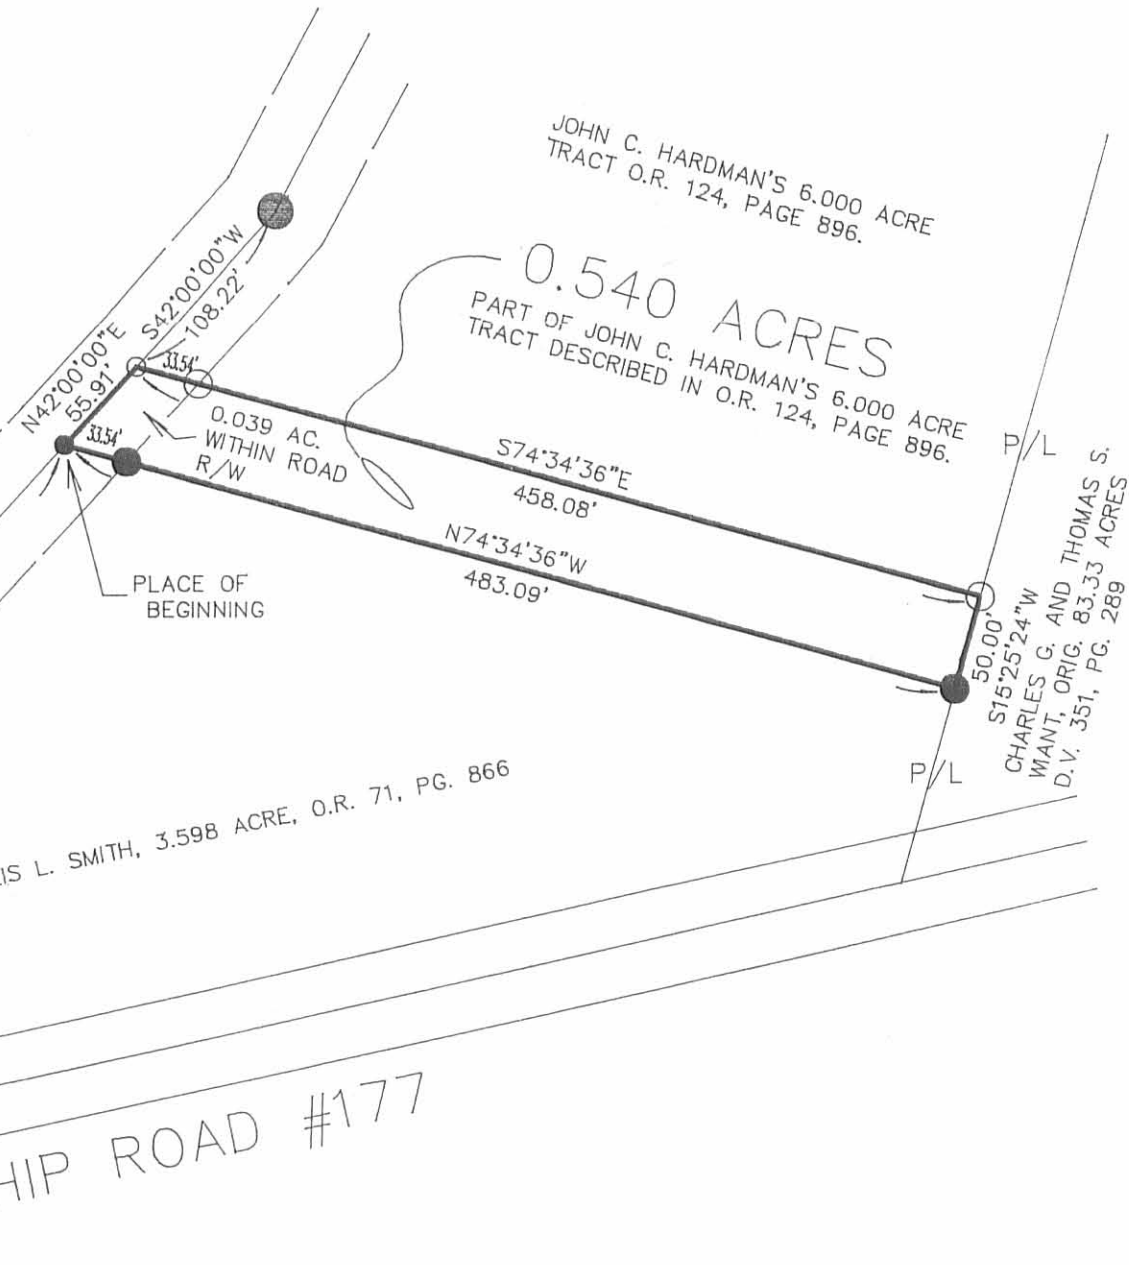 JOHN C. HARDMAN'S 6.000 ACRE
TRACT O.R. 124, PAGE 896.
0.540 ACRES
PART OF JOHN C. HARDMAN'S 6.000 ACRE
TRACT DESCRIBED IN O.R. 124, PAGE 896.
S42°00'00"W
108.22'
N42°00'00"E
55.91'
33.54'
33.54'
0.039 AC.
WITHIN ROAD
R/W
S74°34'36"E
458.08'
N74°34'36"W
483.09'
P/L
PLACE OF
BEGINNING
50.00'
S15°25'24"W
CHARLES G. AND THOMAS S.
WIANT, ORIG. 83.33 ACRES
D.V. 351, PG. 289
P/L
IS L. SMITH, 3.598 ACRE, O.R. 71, PG. 866
HIP ROAD #177